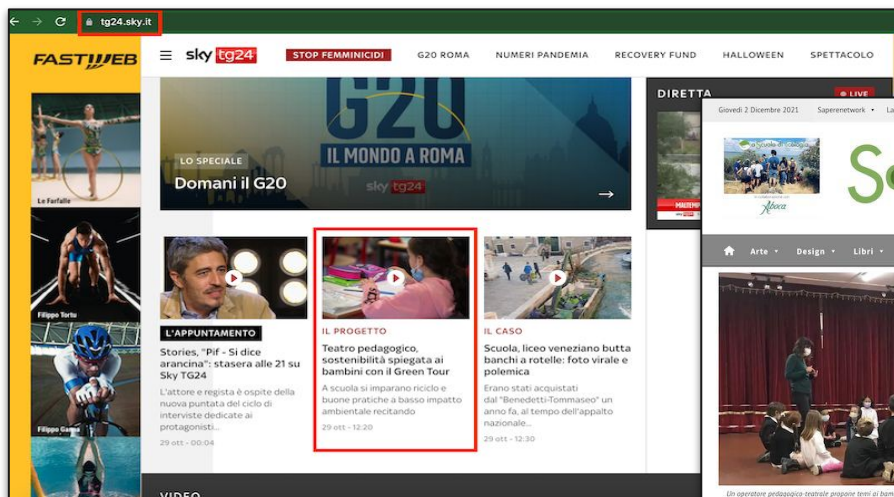 tg24.sky.it
FASTWEB
sky tg24
STOP FEMMINICIDI
G20 ROMA
NUMERI PANDEMIA
RECOVERY FUND
HALLOWEEN
SPETTACOLO
Le Farfalle
Filippo Tortu
Filippo Ganna
G20
IL MONDO A ROMA
sky tg24
LO SPECIALE
Domani il G20
L'APPUNTAMENTO
Stories, "Pif - Si dice
arancina": stasera alle 21 su
Sky TG24
L'attore e regista è ospite della
nuova puntata del ciclo di
interviste dedicate ai
protagonisti...
29 ott - 00:04
IL PROGETTO
Teatro pedagogico,
sostenibilità spiegata ai
bambini con il Green Tour
A scuola si imparano riciclo e
buone pratiche a basso impatto
ambientale recitando
29 ott - 12:20
IL CASO
Scuola, liceo veneziano butta
banchi a rotelle: foto virale e
polemica
Erano stati acquistati
dal "Benedetti-Tommaseo" un
anno fa, al tempo dell'appalto
nazionale...
29 ott - 12:30
VIDEO
DIRETTA
LIVE
MALTEMP
Giovedì 2 Dicembre 2021
Saperenetwork
La
a scuola di Ecologia
Aboca
S
Arte
Design
Libri
Un operatore pedagogico-teatrale propone temi ai bam